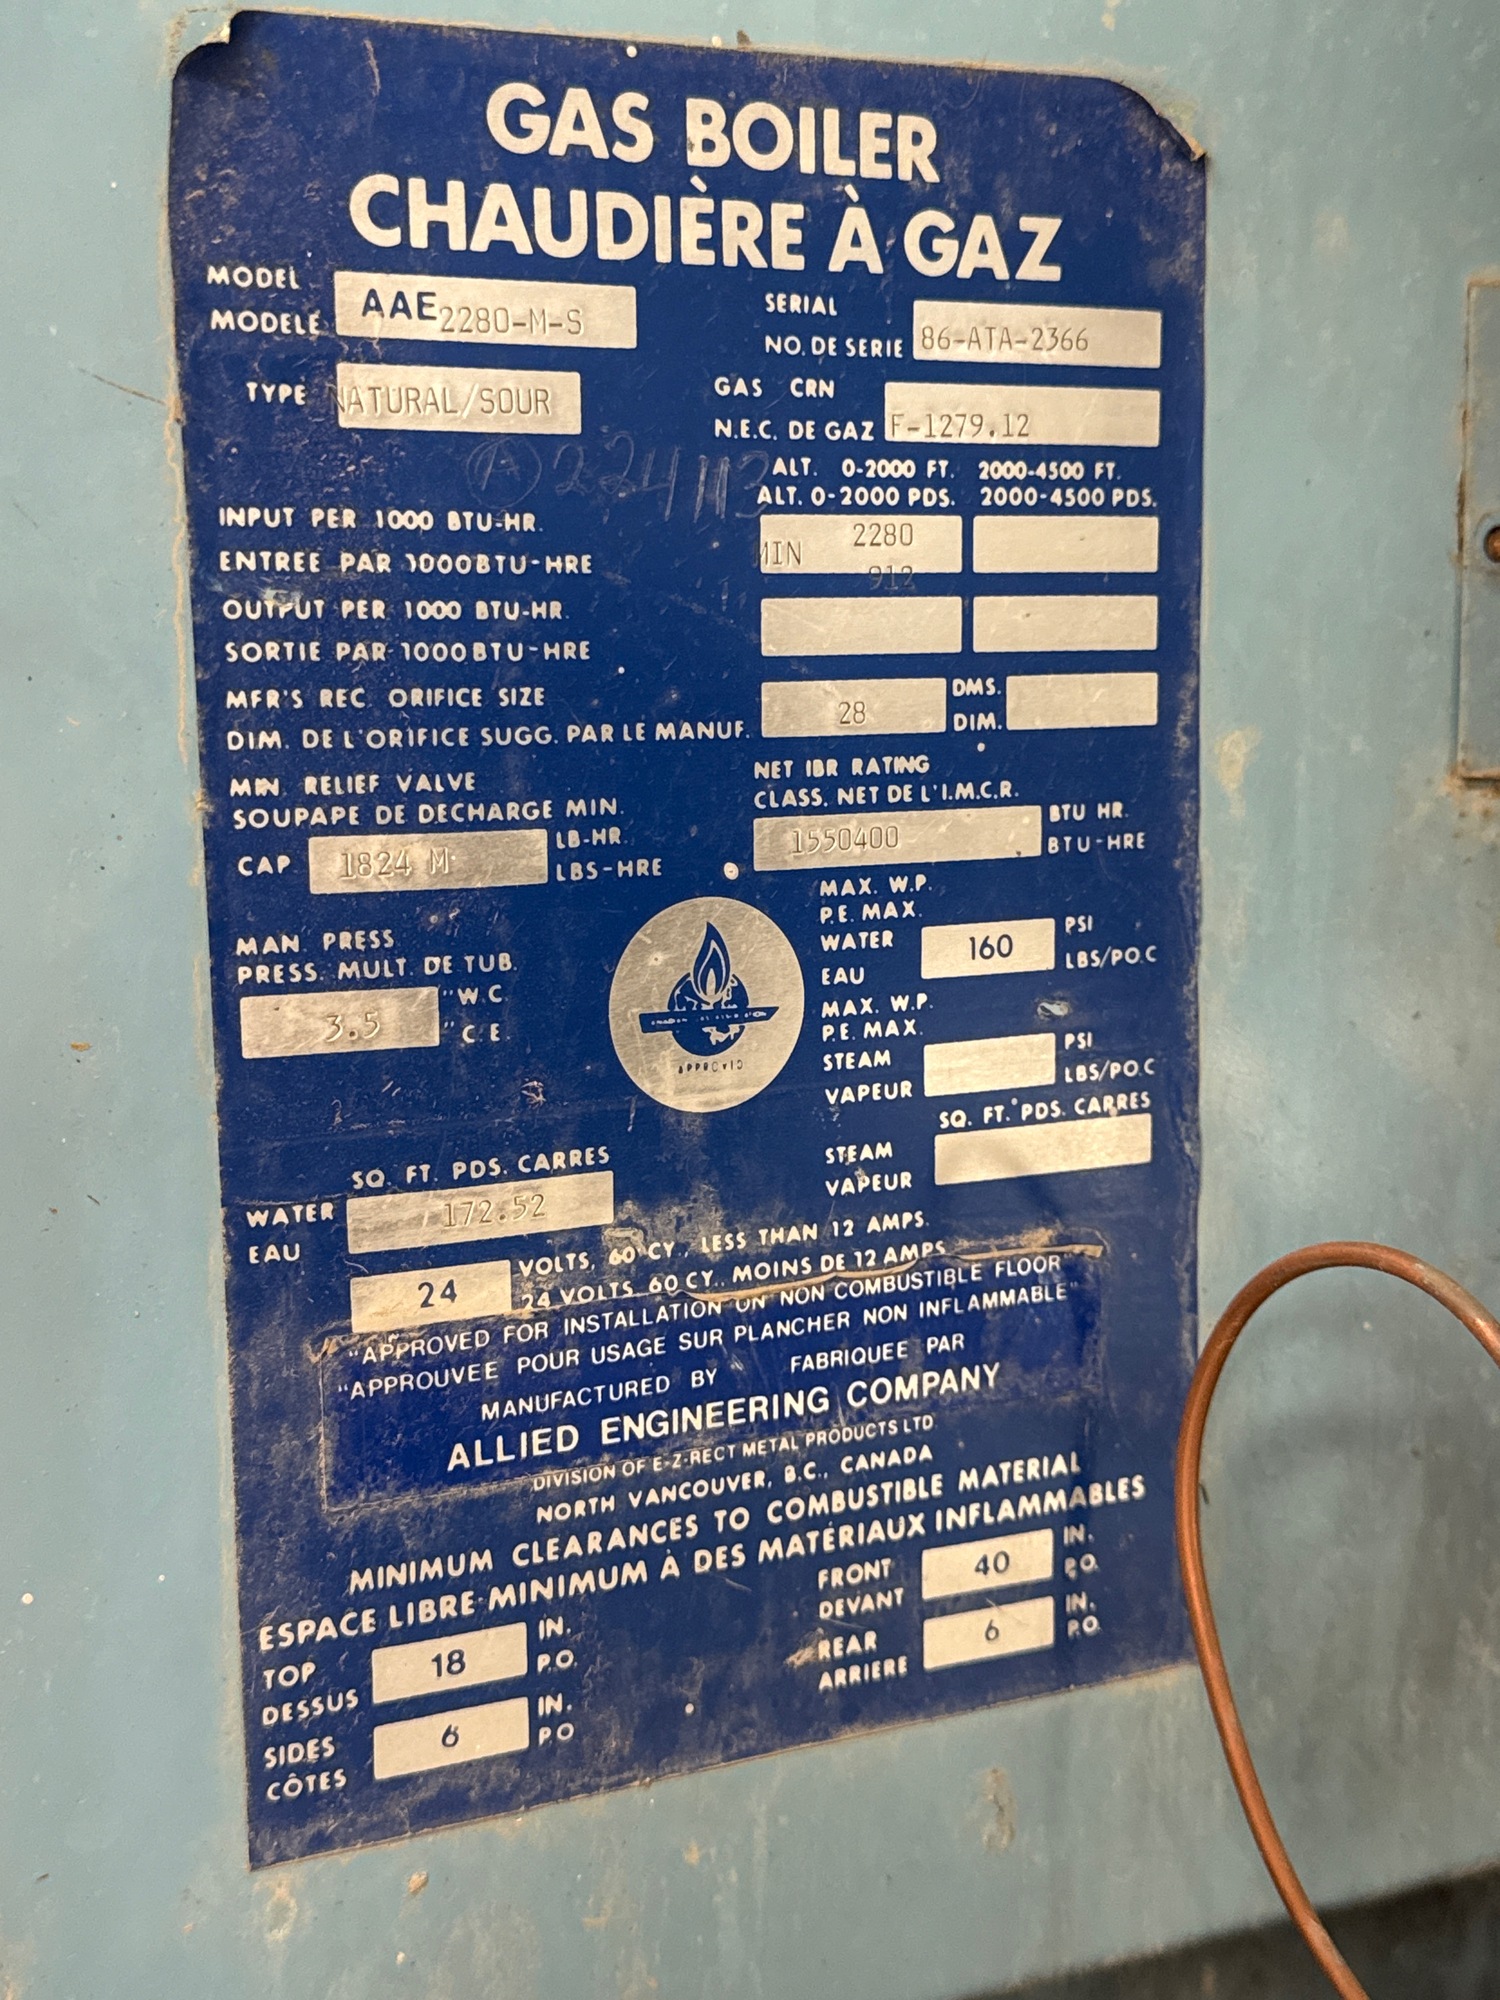 GAS BOILER
CHAUDIÈRE À GAZ
MODEL
MODELÉ AAE 2280-M-S
SERIAL
NO. DE SERIE 86-ATA-2366
TYPE NATURAL/SOUR
GAS CRN
N.E.C. DE GAZ F-1279.12
A 224113
ALT. 0-2000 FT. 2000-4500 FT.
ALT. 0-2000 PDS. 2000-4500 PDS.
INPUT PER 1000 BTU-HR. 2280
ENTREE PAR 1000 BTU-HRE MIN 912
OUTPUT PER 1000 BTU-HR.
SORTIE PAR 1000 BTU-HRE
MFR'S REC. ORIFICE SIZE 28 DMS.
DIM. DE L'ORIFICE SUGG. PAR LE MANUF. DIM.
MIN. RELIEF VALVE
SOUPAPE DE DECHARGE MIN.
CAP 1824 M LB-HR.
LBS-HRE
NET IBR RATING
CLASS. NET DE L'I.M.C.R.
1550400 BTU HR.
BTU-HRE
MAN. PRESS
PRESS. MULT. DE TUB.
3.5 "W.C.
"C.E.
APPROVED
MAX. W.P.
P.E. MAX.
WATER 160 PSI
EAU LBS/PO.C
MAX. W.P.
P.E. MAX.
STEAM PSI
VAPEUR LBS/PO.C
SQ. FT. PDS. CARRES
STEAM
VAPEUR
SQ. FT. PDS. CARRES
WATER 172.52
EAU
24 VOLTS, 60 CY., LESS THAN 12 AMPS.
24 VOLTS 60 CY.. MOINS DE 12 AMPS
"APPROVED FOR INSTALLATION ON NON COMBUSTIBLE FLOOR"
"APPROUVEE POUR USAGE SUR PLANCHER NON INFLAMMABLE"
MANUFACTURED BY FABRIQUEE PAR
ALLIED ENGINEERING COMPANY
DIVISION OF E-Z-RECT METAL PRODUCTS LTD
NORTH VANCOUVER, B.C., CANADA
MINIMUM CLEARANCES TO COMBUSTIBLE MATERIAL
ESPACE LIBRE MINIMUM À DES MATÉRIAUX INFLAMMABLES
TOP 18 IN.
DESSUS P.O.
FRONT 40 IN.
DEVANT P.O.
SIDES 6 IN.
CÔTES P.O
REAR 6 IN.
ARRIERE P.O.